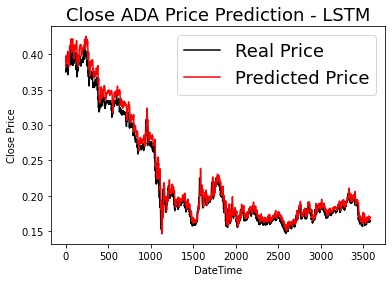 Close ADA Price Prediction - LSTM
Real Price
Predicted Price
Close Price
0.40
0.35
0.30
0.25
0.20
0.15
0 500 1000 1500 2000 2500 3000 3500
DateTime